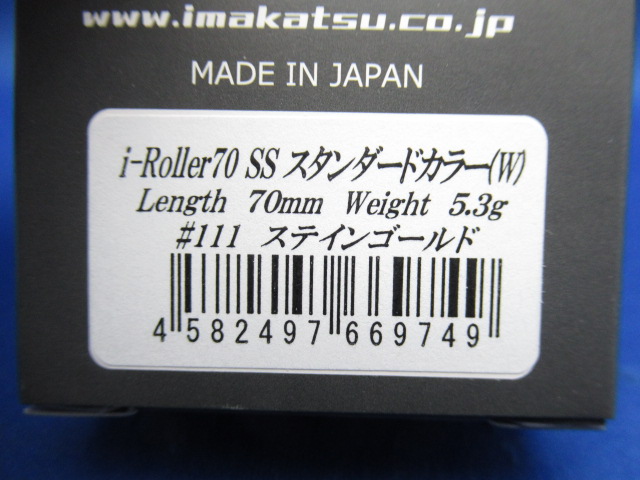 www.imakatsu.co.jp
MADE IN JAPAN
i-Roller70 SS スタンダードカラー(W)
Length 70mm Weight 5.3g
#111 ステインゴールド
4 582497 669749